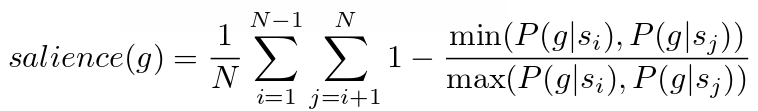 salience(g) = \frac{1}{N} \sum_{i=1}^{N-1} \sum_{j=i+1}^{N} 1 - \frac{\min(P(g|s_i), P(g|s_j))}{\max(P(g|s_i), P(g|s_j))}